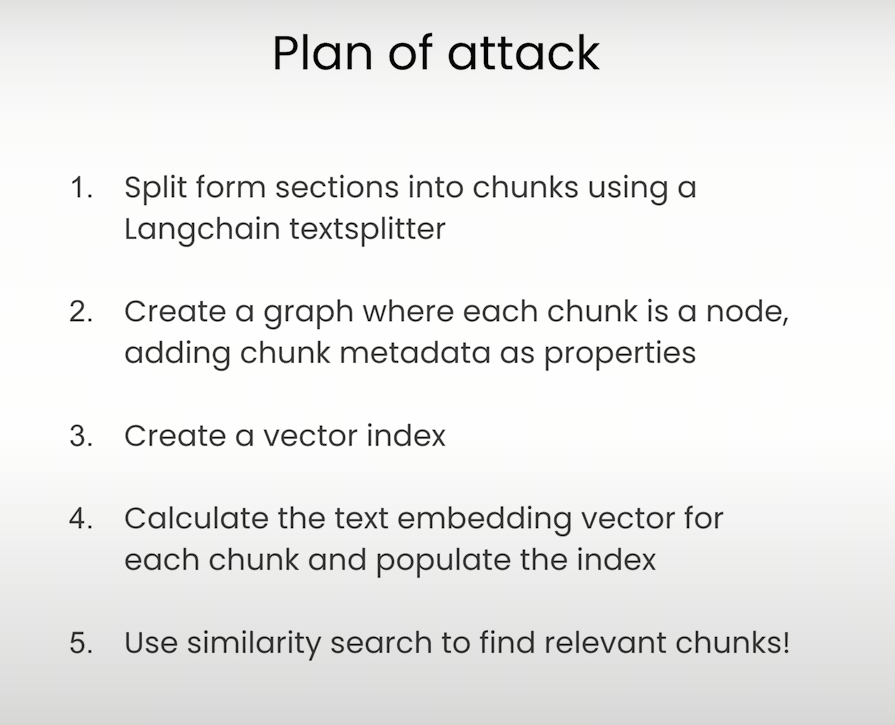 Plan of attack
1. Split form sections into chunks using a
Langchain textsplitter
2. Create a graph where each chunk is a node,
adding chunk metadata as properties
3. Create a vector index
4. Calculate the text embedding vector for
each chunk and populate the index
5. Use similarity search to find relevant chunks!